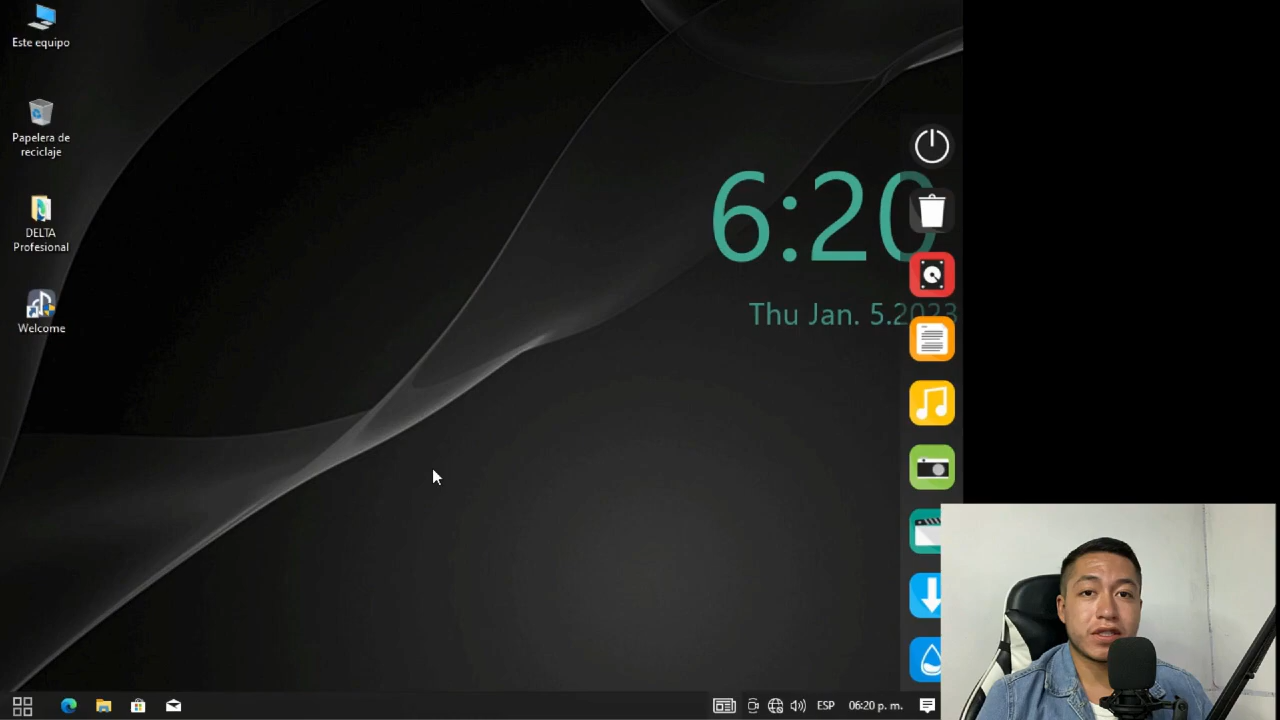 Este equipo
Papelera de
reciclaje
DELTA
Profesional
Welcome
6:20
Thu Jan. 5.2023
ESP
06:20 p. m.